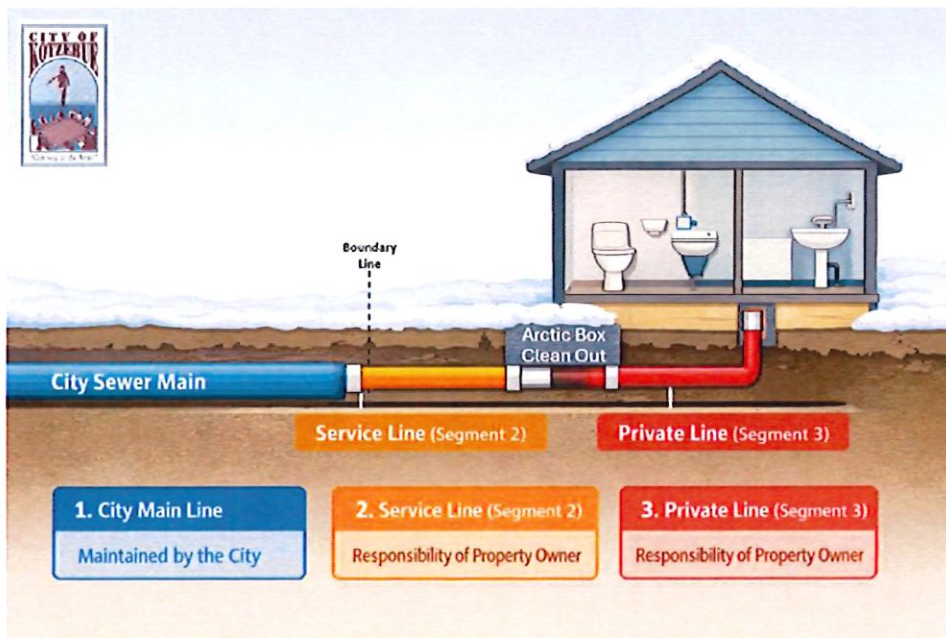 CITY OF
KOTZEBUE
Boundary
Line
Arctic Box
Clean Out
City Sewer Main
Service Line (Segment 2)
Private Line (Segment 3)
1. City Main Line
Maintained by the City
2. Service Line (Segment 2)
Responsibility of Property Owner
3. Private Line (Segment 3)
Responsibility of Property Owner